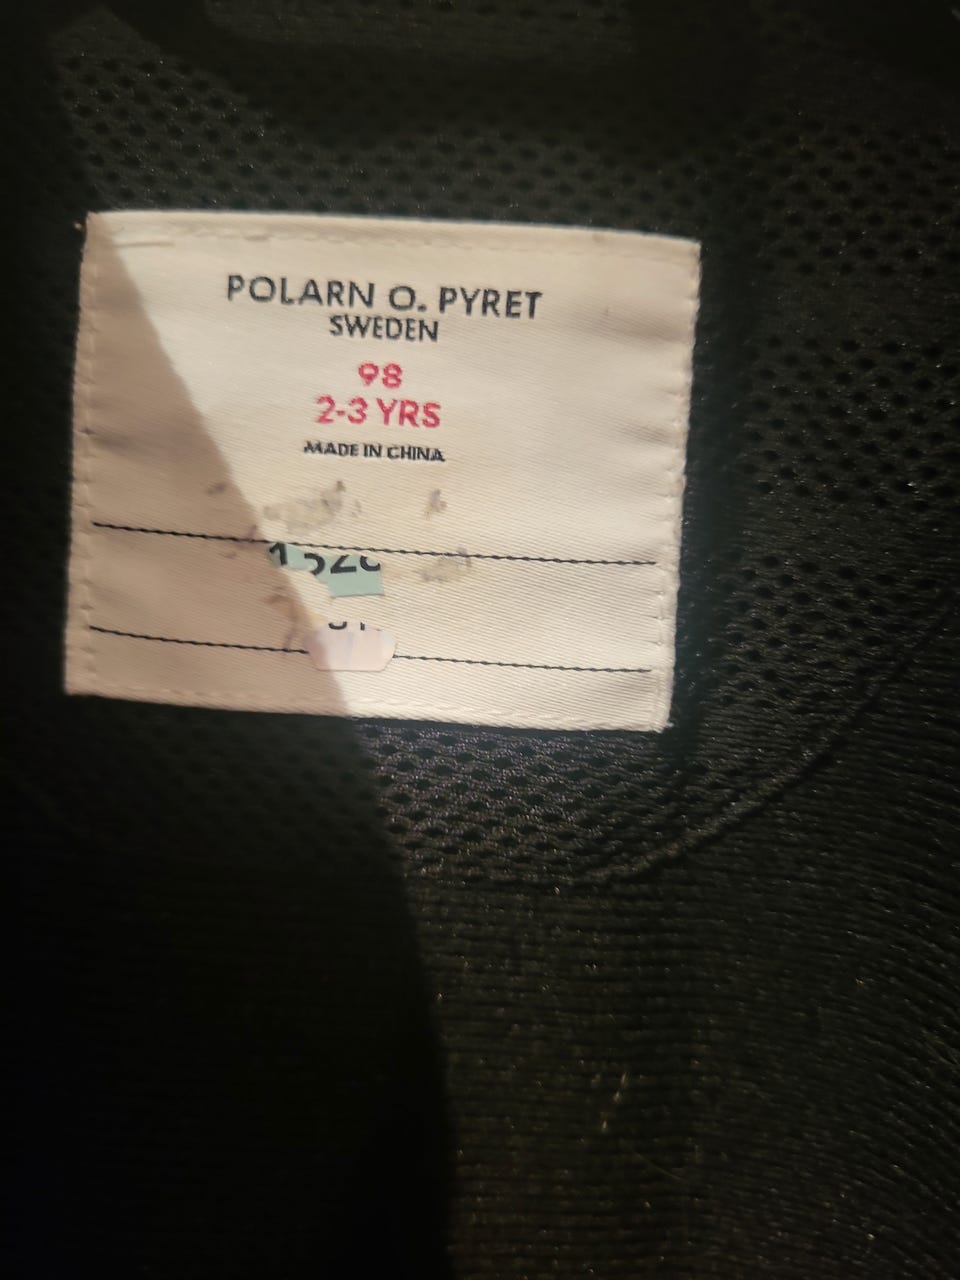 POLARN O. PYRET
SWEDEN
98
2-3 YRS
MADE IN CHINA